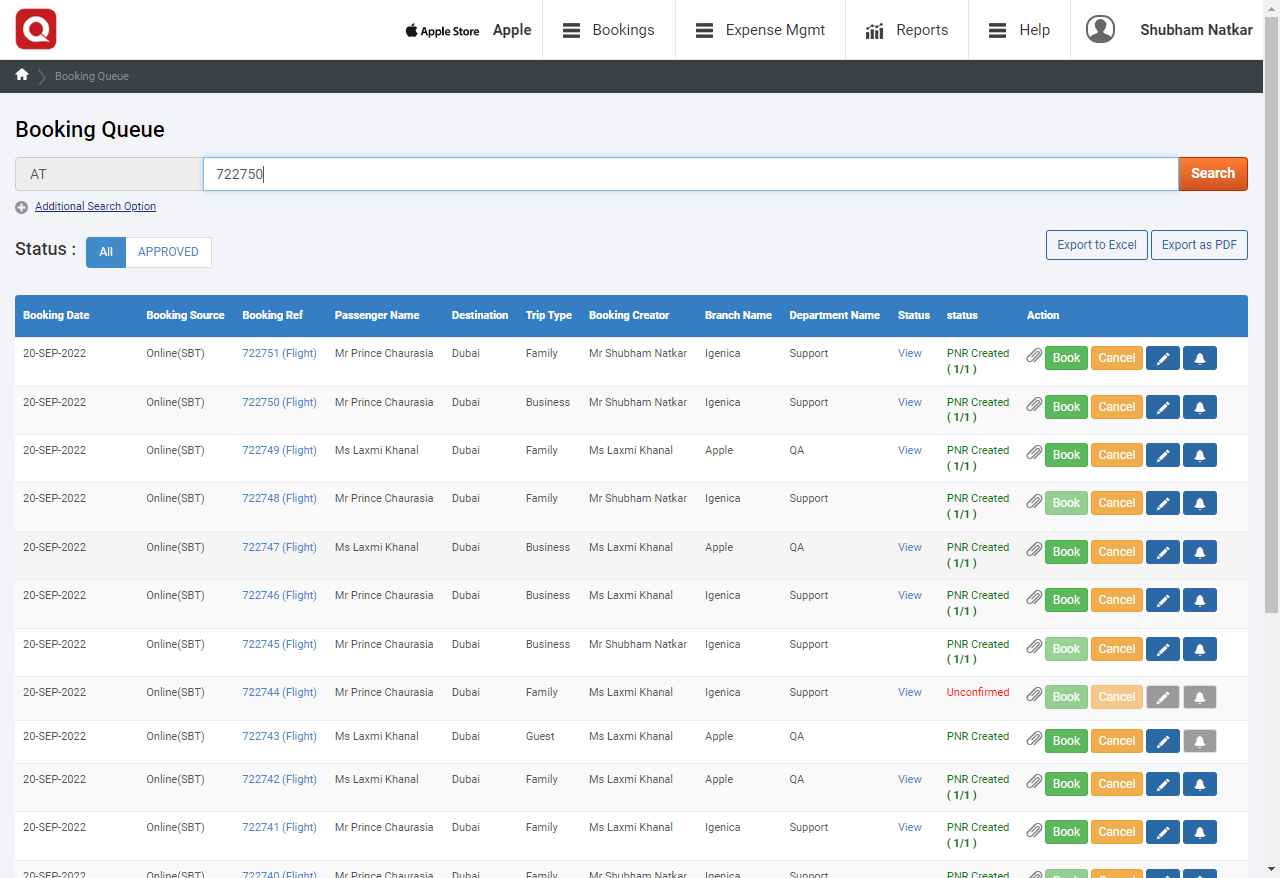 Q
Apple Store Apple Bookings Expense Mgmt Reports Help Shubham Natkar
Booking Queue
Booking Queue
AT 722750 Search
Additional Search Option
Status : All APPROVED Export to Excel Export as PDF
Booking Date Booking Source Booking Ref Passenger Name Destination Trip Type Booking Creator Branch Name Department Name Status status Action
20-SEP-2022 Online(SBT) 722751 (Flight) Mr Prince Chaurasia Dubai Family Mr Shubham Natkar Igenica Support View PNR Created Book Cancel
( 1/1 )
20-SEP-2022 Online(SBT) 722750 (Flight) Mr Prince Chaurasia Dubai Business Mr Shubham Natkar Igenica Support View PNR Created Book Cancel
( 1/1 )
20-SEP-2022 Online(SBT) 722749 (Flight) Ms Laxmi Khanal Dubai Family Ms Laxmi Khanal Apple QA View PNR Created Book Cancel
( 1/1 )
20-SEP-2022 Online(SBT) 722748 (Flight) Mr Prince Chaurasia Dubai Family Mr Shubham Natkar Igenica Support PNR Created Book Cancel
( 1/1 )
20-SEP-2022 Online(SBT) 722747 (Flight) Ms Laxmi Khanal Dubai Business Ms Laxmi Khanal Apple QA View PNR Created Book Cancel
( 1/1 )
20-SEP-2022 Online(SBT) 722746 (Flight) Mr Prince Chaurasia Dubai Business Ms Laxmi Khanal Igenica Support View PNR Created Book Cancel
( 1/1 )
20-SEP-2022 Online(SBT) 722745 (Flight) Mr Prince Chaurasia Dubai Business Mr Shubham Natkar Igenica Support PNR Created Book Cancel
( 1/1 )
20-SEP-2022 Online(SBT) 722744 (Flight) Mr Prince Chaurasia Dubai Family Ms Laxmi Khanal Igenica Support View Unconfirmed Book Cancel
20-SEP-2022 Online(SBT) 722743 (Flight) Ms Laxmi Khanal Dubai Guest Ms Laxmi Khanal Apple QA PNR Created Book Cancel
20-SEP-2022 Online(SBT) 722742 (Flight) Ms Laxmi Khanal Dubai Family Ms Laxmi Khanal Apple QA View PNR Created Book Cancel
( 1/1 )
20-SEP-2022 Online(SBT) 722741 (Flight) Mr Prince Chaurasia Dubai Family Ms Laxmi Khanal Igenica Support View PNR Created Book Cancel
( 1/1 )
20-SEP-2022 Online(SBT) 722740 (Flight) Mr Prince Chaurasia Dubai Family Ms Laxmi Khanal Igenica Support View PNR Created